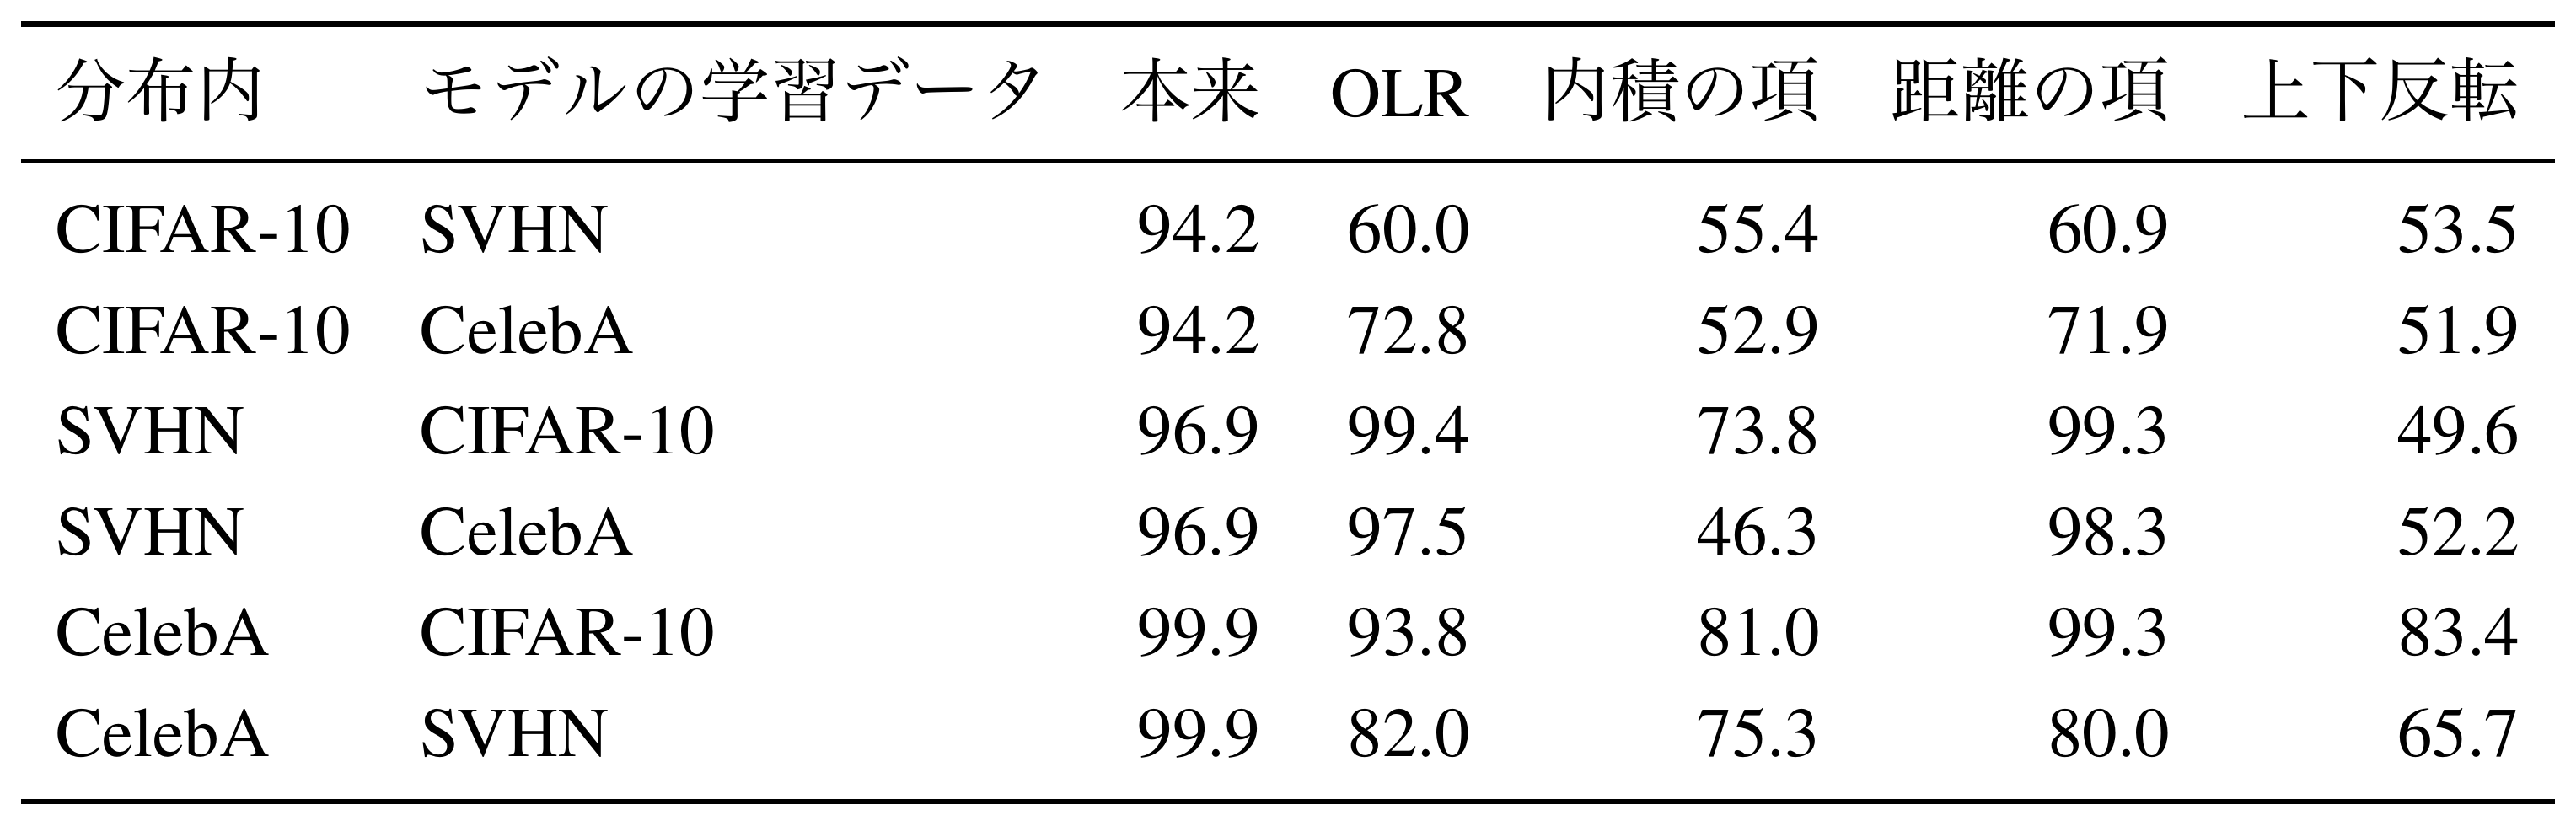 分布内 モデルの学習データ 本来 OLR 内積の項 距離の項 上下反転
CIFAR-10 SVHN 94.2 60.0 55.4 60.9 53.5
CIFAR-10 CelebA 94.2 72.8 52.9 71.9 51.9
SVHN CIFAR-10 96.9 99.4 73.8 99.3 49.6
SVHN CelebA 96.9 97.5 46.3 98.3 52.2
CelebA CIFAR-10 99.9 93.8 81.0 99.3 83.4
CelebA SVHN 99.9 82.0 75.3 80.0 65.7